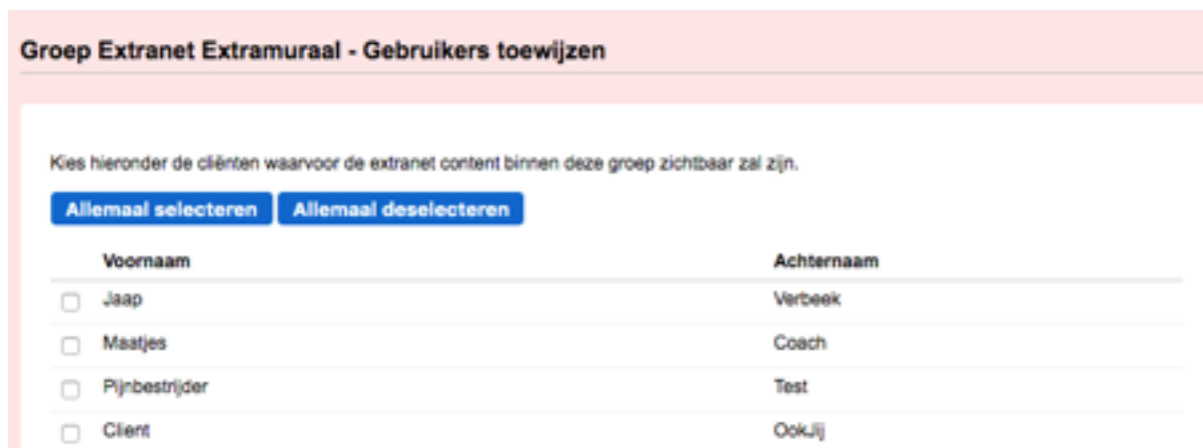 Groep Extranet Extramuraal - Gebruikers toewijzen
Kies hieronder de cliënten waarvoor de extranet content binnen deze groep zichtbaar zal zijn.
Allemaal selecteren Allemaal deselecteren
Voornaam Achternaam
Jaap Verbeek
Maatjes Coach
Pijnbestrijder Test
Client OokJij